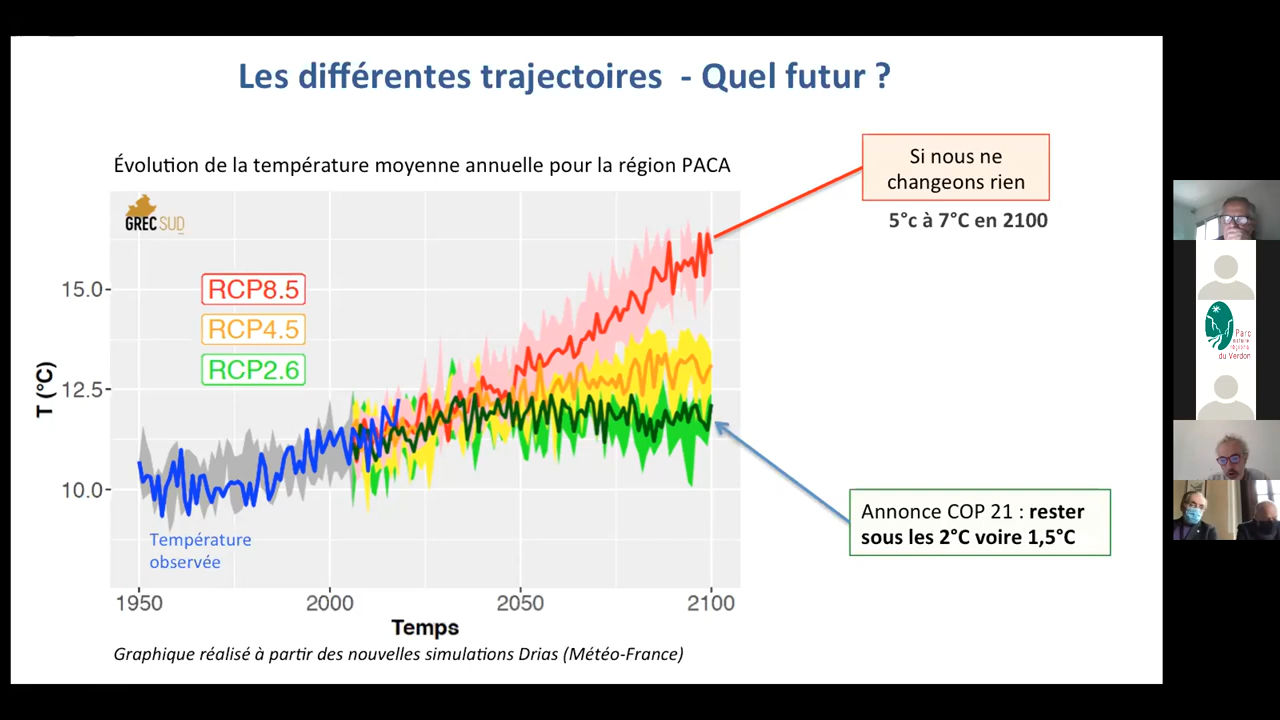 Les différentes trajectoires - Quel futur ?
Évolution de la température moyenne annuelle pour la région PACA
Si nous ne
changeons rien
5°c à 7°C en 2100
GREC SUD
RCP8.5
RCP4.5
RCP2.6
T (°C)
15.0
12.5
10.0
Température
observée
Annonce COP 21 : rester
sous les 2°C voire 1,5°C
1950
2000
2050
2100
Temps
Graphique réalisé à partir des nouvelles simulations Drias (Météo-France)
Parc
naturel
régional
du Verdon